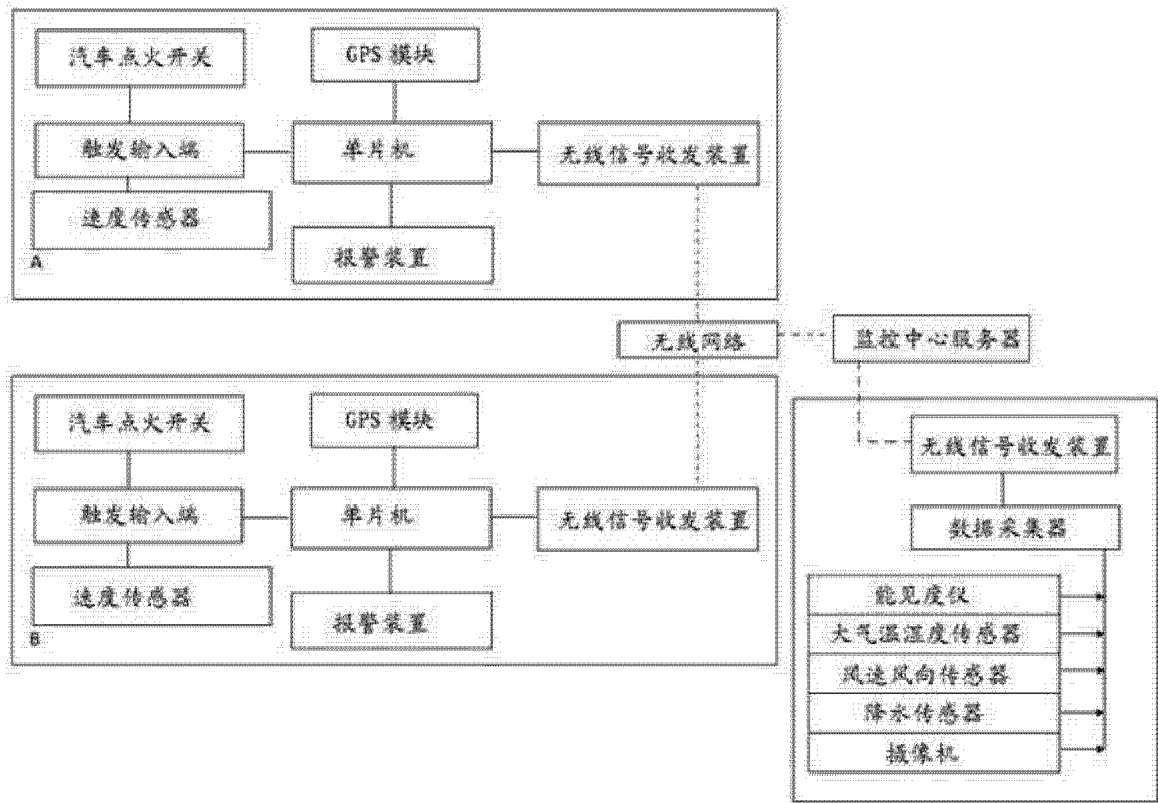 汽车点火开关
GPS 模块
触发输入端
单片机
无线信号收发装置
速度传感器
报警装置
A
无线网络
监控中心服务器
汽车点火开关
GPS 模块
触发输入端
单片机
无线信号收发装置
速度传感器
报警装置
B
无线信号收发装置
数据采集器
能见度仪
大气温湿度传感器
风速风向传感器
降水传感器
摄像机